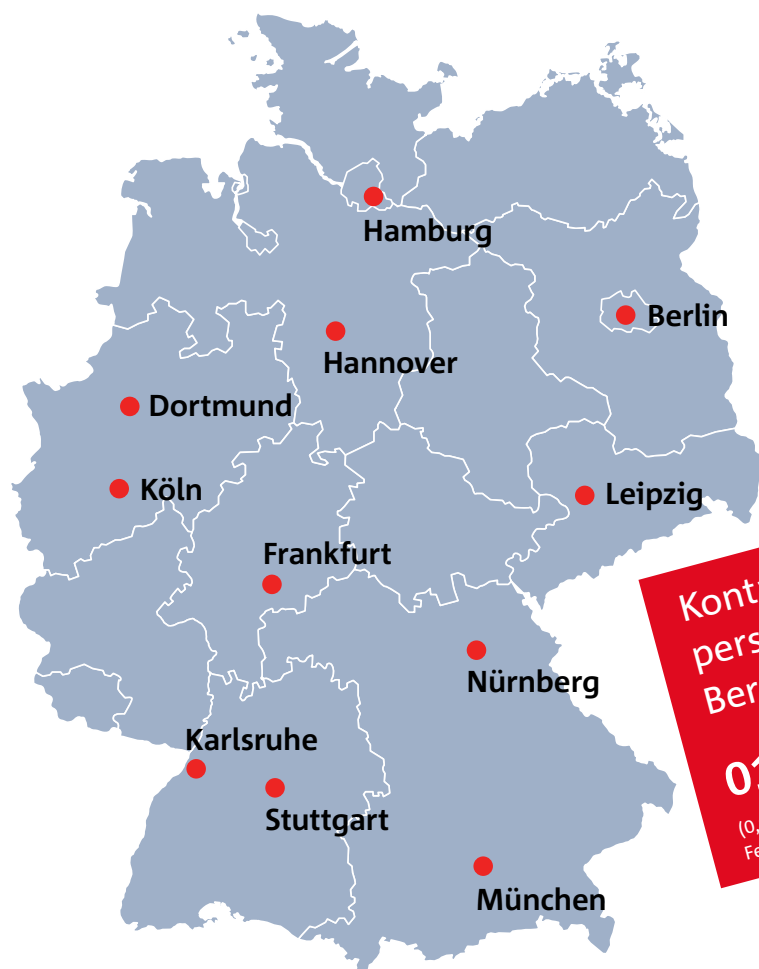 Hamburg
Berlin
Hannover
Dortmund
Köln
Leipzig
Frankfurt
Nürnberg
Karlsruhe
Stuttgart
München